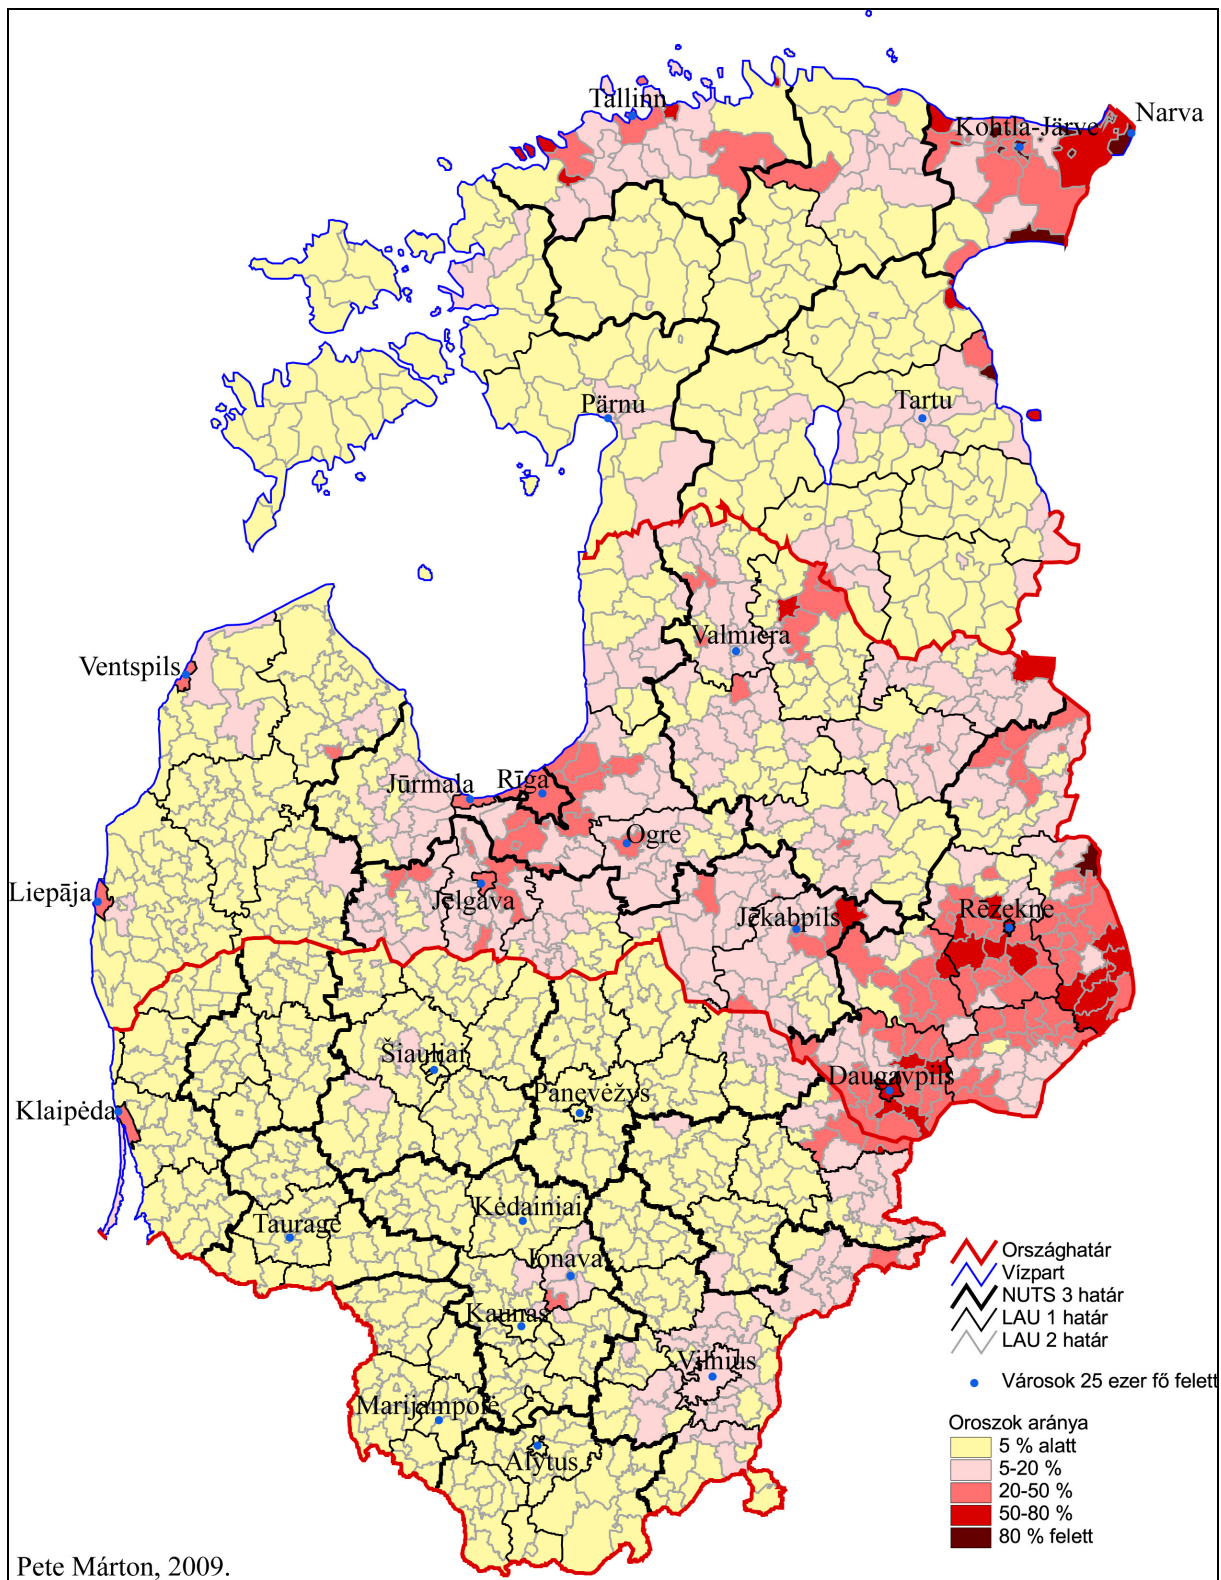 Tallinn
Kohtla-Järve
Narva
Pärnu
Tartu
Valmiera
Ventspils
Jūrmala
Rīga
Ogre
Liepāja
Jelgava
Jēkabpils
Rēzekne
Šiauliai
Daugavpils
Panevėžys
Klaipėda
Kėdainiai
Tauragė
Jonava
Kaunas
Vilnius
Marijampolė
Alytus
Országhatár
Vízpart
NUTS 3 határ
LAU 1 határ
LAU 2 határ
Városok 25 ezer fő felett
Oroszok aránya
5 % alatt
5-20 %
20-50 %
50-80 %
80 % felett
Pete Márton, 2009.